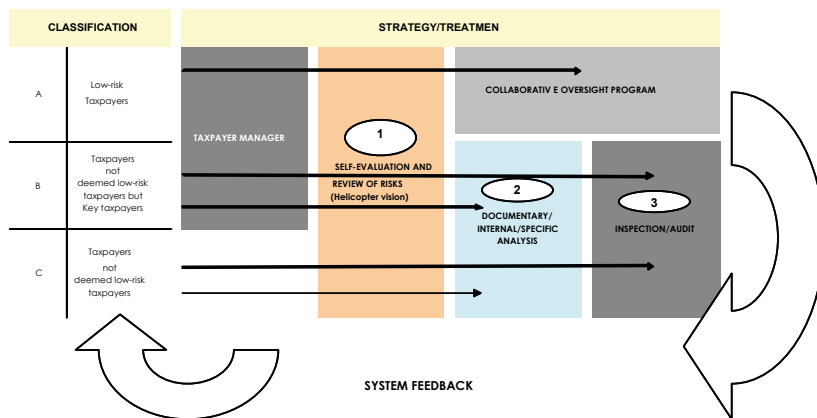 CLASSIFICATION
STRATEGY/TREATMEN
A
Low-risk
Taxpayers
TAXPAYER MANAGER
COLLABORATIV E OVERSIGHT PROGRAM
1
SELF-EVALUATION AND
REVIEW OF RISKS
(Helicopter vision)
B
Taxpayers
not
deemed low-risk
taxpayers but
Key taxpayers
2
DOCUMENTARY/
INTERNAL/SPECIFIC
ANALYSIS
3
INSPECTION/AUDIT
C
Taxpayers
not
deemed low-risk
taxpayers
SYSTEM FEEDBACK